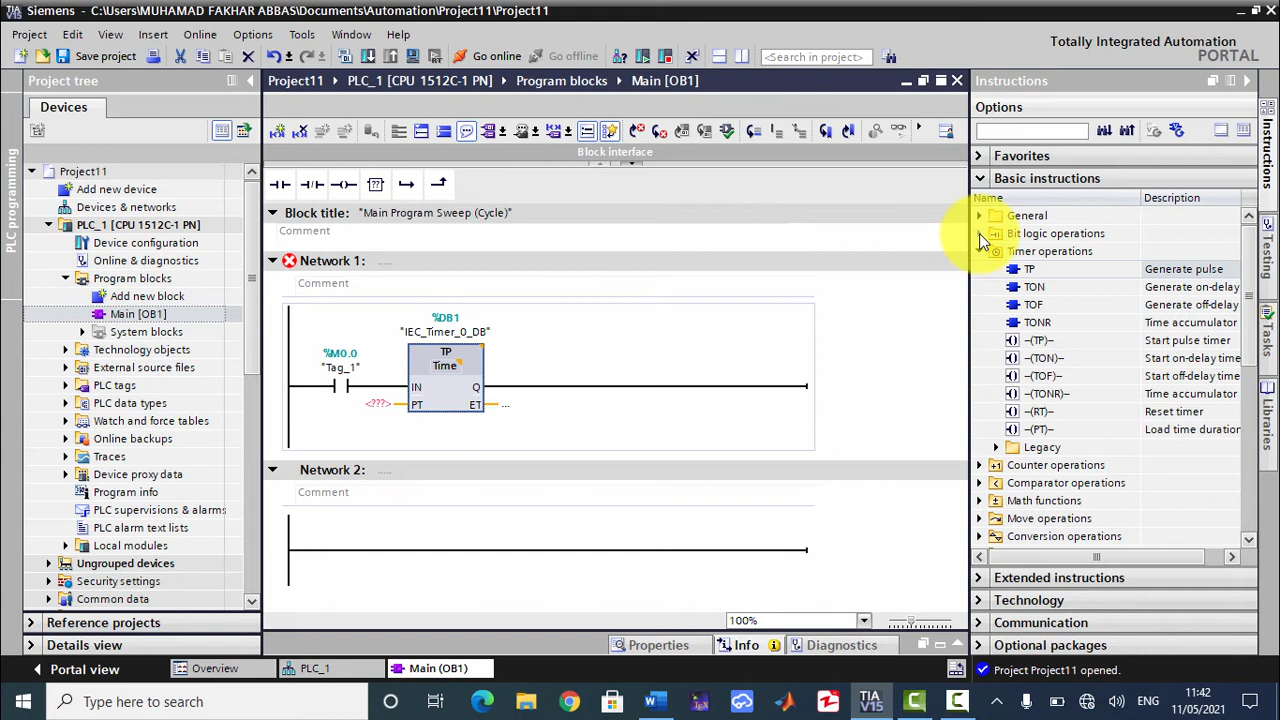 Siemens - C:\Users\MUHAMAD FAKHAR ABBAS\Documents\Automation\Project11\Project11
TIA
V15
Project Edit View Insert Online Options Tools Window Help
Totally Integrated Automation
PORTAL
Save project
Go online
Go offline
<Search in project>
Project tree
Project11 PLC_1 [CPU 1512C-1 PN] Program blocks Main [OB1]
Instructions
Devices
PLC programming
Project11
Add new device
Devices & networks
PLC_1 [CPU 1512C-1 PN]
Device configuration
Online & diagnostics
Program blocks
Add new block
Main [OB1]
System blocks
Technology objects
External source files
PLC tags
PLC data types
Watch and force tables
Online backups
Traces
Device proxy data
Program info
PLC supervisions & alarms
PLC alarm text lists
Local modules
Ungrouped devices
Security settings
Common data
Reference projects
Details view
Block interface
??
Block title: "Main Program Sweep (Cycle)"
Comment
Network 1: .....
Comment
%DB1
"IEC_Timer_0_DB"
%M0.0
"Tag_1"
TP
Time
IN Q
<???> PT ET ...
Network 2: .....
Comment
100%
Properties
Info
Diagnostics
Options
Favorites
Basic instructions
Name Description
General
Bit logic operations
Timer operations
TP Generate pulse
TON Generate on-delay
TOF Generate off-delay
TONR Time accumulator
-(TP)- Start pulse timer
-(TON)- Start on-delay time
-(TOF)- Start off-delay time
-(TONR)- Time accumulator
-(RT)- Reset timer
-(PT)- Load time duration
Legacy
Counter operations
Comparator operations
Math functions
Move operations
Conversion operations
Extended instructions
Technology
Communication
Optional packages
Instructions
Testing
Tasks
Libraries
Portal view
Overview
PLC_1
Main (OB1)
Project Project11 opened.
Type here to search
TIA
V15
ENG
11:42
11/05/2021